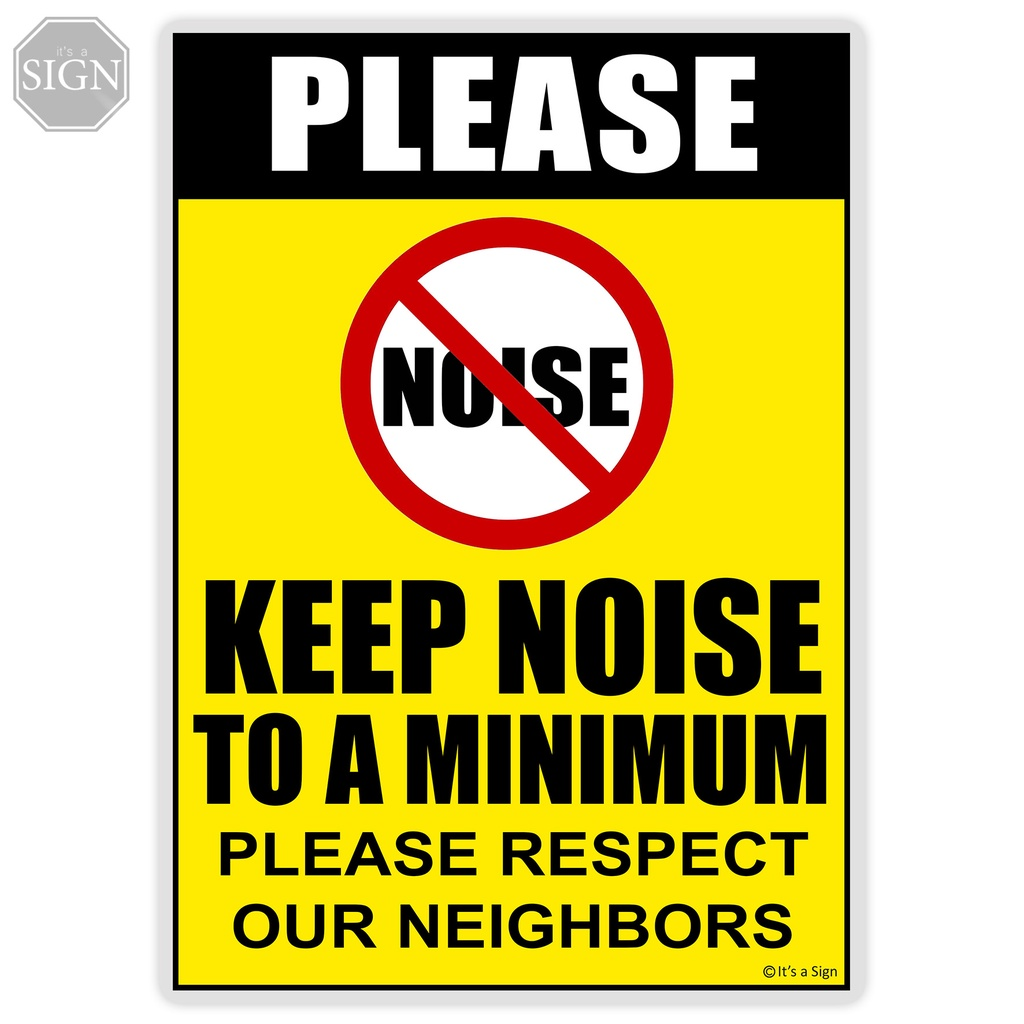 it's a
SIGN
PLEASE
NOISE
KEEP NOISE
TO A MINIMUM
PLEASE RESPECT
OUR NEIGHBORS
©It's a Sign